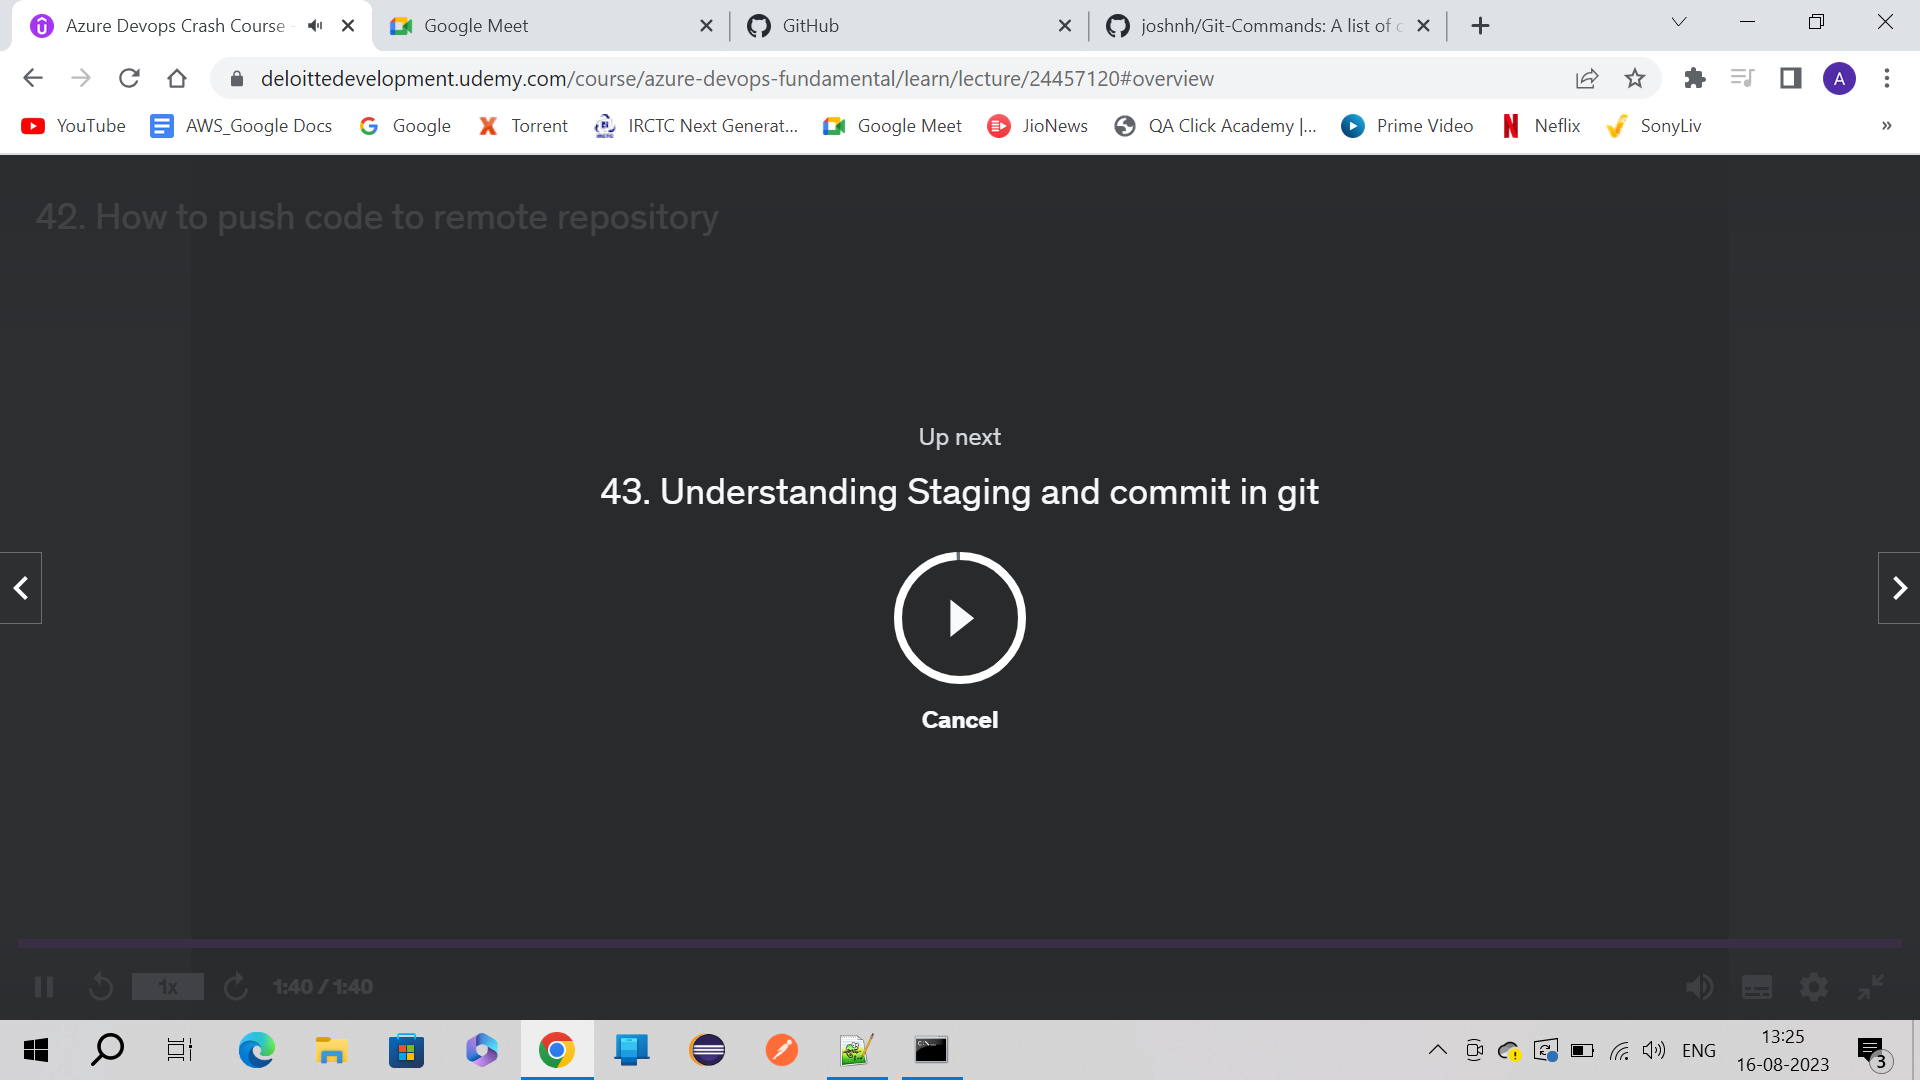 Azure Devops Crash Course -
Google Meet
GitHub
joshnh/Git-Commands: A list of c
deloittedevelopment.udemy.com/course/azure-devops-fundamental/learn/lecture/24457120#overview
A
YouTube
AWS_Google Docs
Google
Torrent
IRCTC Next Generat...
Google Meet
JioNews
QA Click Academy |...
Prime Video
Neflix
SonyLiv
»
42. How to push code to remote repository
Up next
43. Understanding Staging and commit in git
Cancel
1x
1:40 / 1:40
ENG
13:25
16-08-2023
3